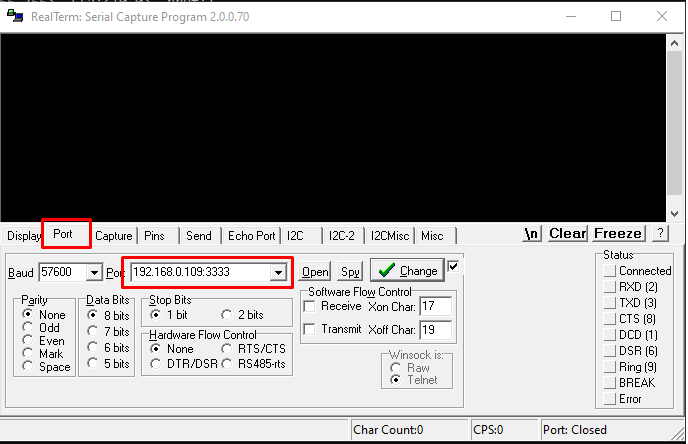 RealTerm: Serial Capture Program 2.0.0.70
Display Port Capture Pins Send Echo Port I2C I2C-2 I2CMisc Misc \n Clear Freeze ?
Baud 57600 Port 192.168.0.109:3333 Open Spy Change
Parity
None
Odd
Even
Mark
Space
Data Bits
8 bits
7 bits
6 bits
5 bits
Stop Bits
1 bit 2 bits
Hardware Flow Control
None RTS/CTS
DTR/DSR RS485-rts
Software Flow Control
Receive Xon Char: 17
Transmit Xoff Char: 19
Winsock is:
Raw
Telnet
Status
Connected
RXD (2)
TXD (3)
CTS (8)
DCD (1)
DSR (6)
Ring (9)
BREAK
Error
Char Count:0 CPS:0 Port: Closed